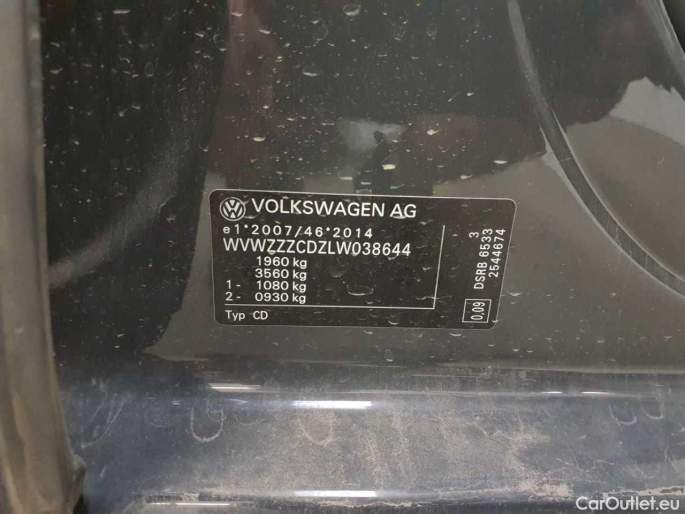 VOLKSWAGEN AG
e1*2007/46*2014
WVWZZZCDZLW038644
1960 kg
3560 kg
1 - 1080 kg
2 - 0930 kg
Typ CD
3
DSRB 6533
2544674
0,09
CarOutlet.eu